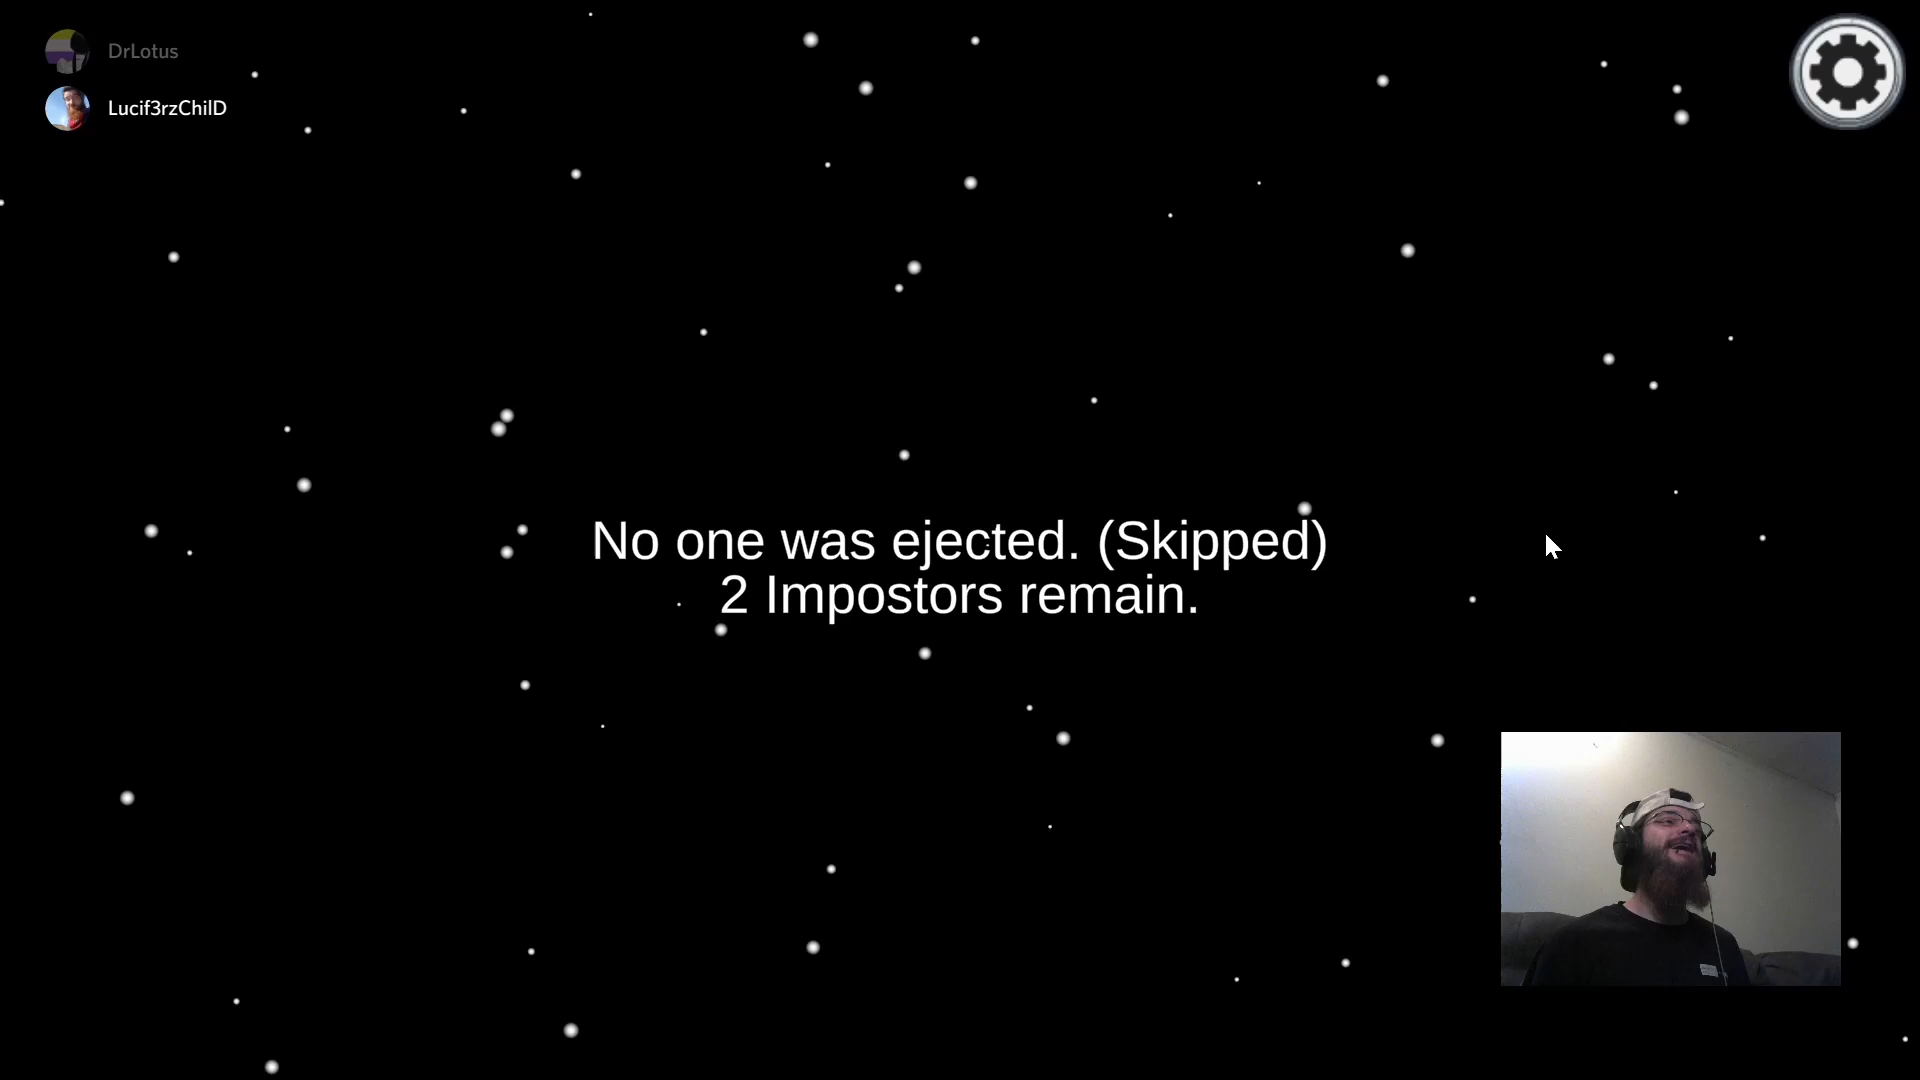 DrLotus
Lucif3rzChilD
No one was ejected. (Skipped)
2 Impostors remain.